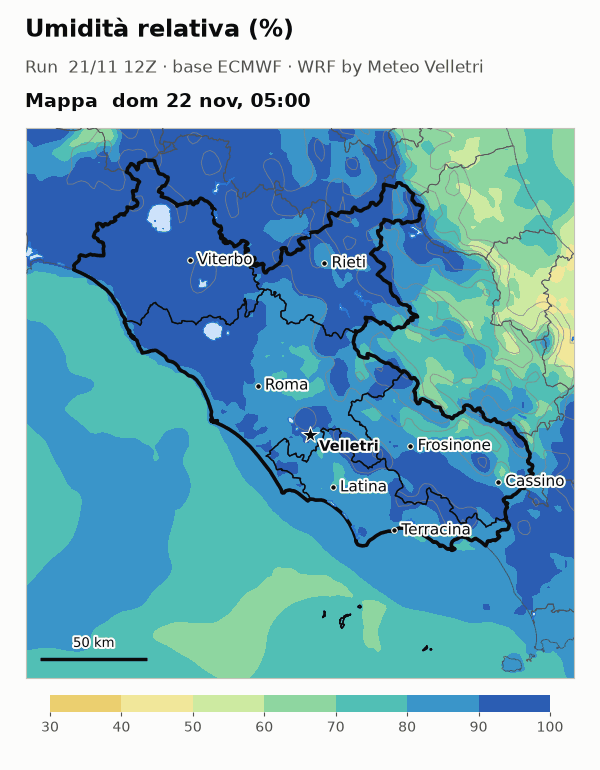 Umidità relativa (%)
Run  21/11 12Z · base ECMWF · WRF by Meteo Velletri
Mappa  dom 22 nov, 05:00
Viterbo
Rieti
Roma
Velletri
Frosinone
Cassino
Latina
Terracina
50 km
30 40 50 60 70 80 90 100